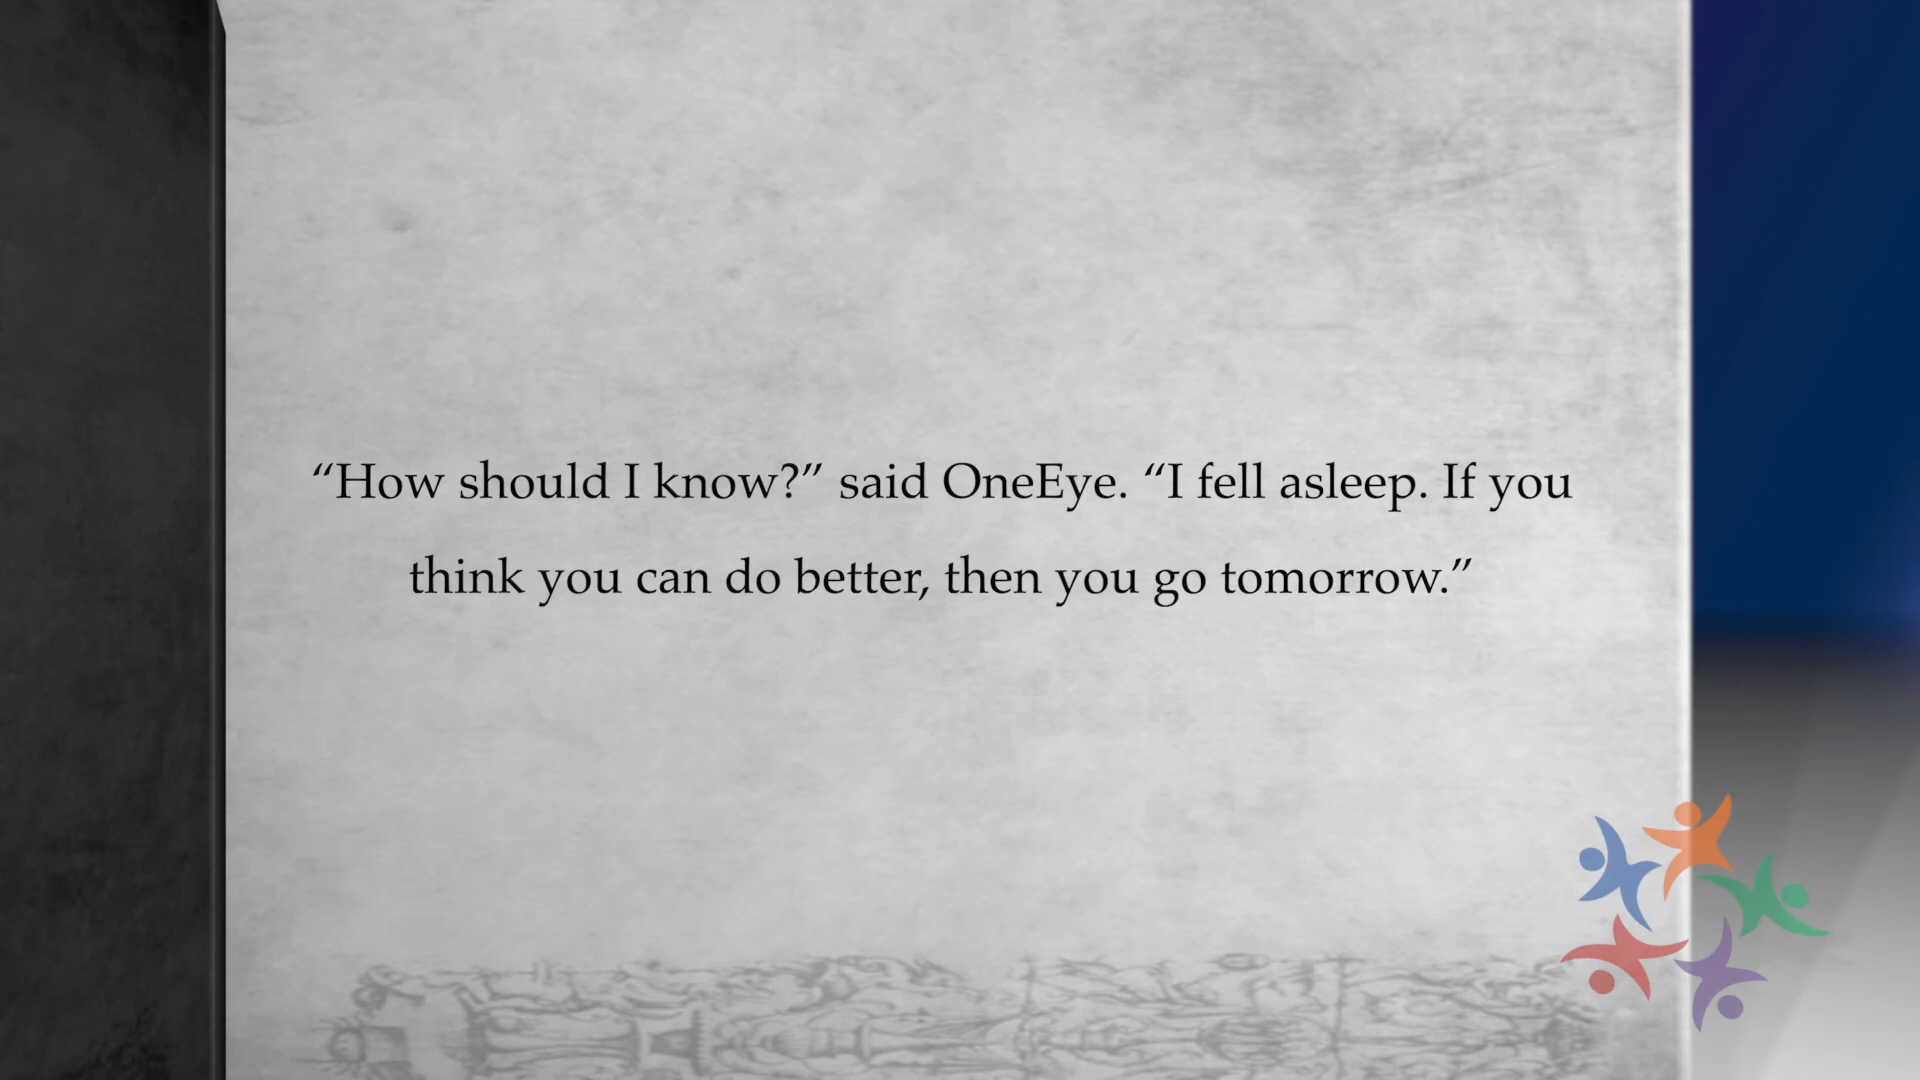 “How should I know?” said OneEye. “I fell asleep. If you
think you can do better, then you go tomorrow.”